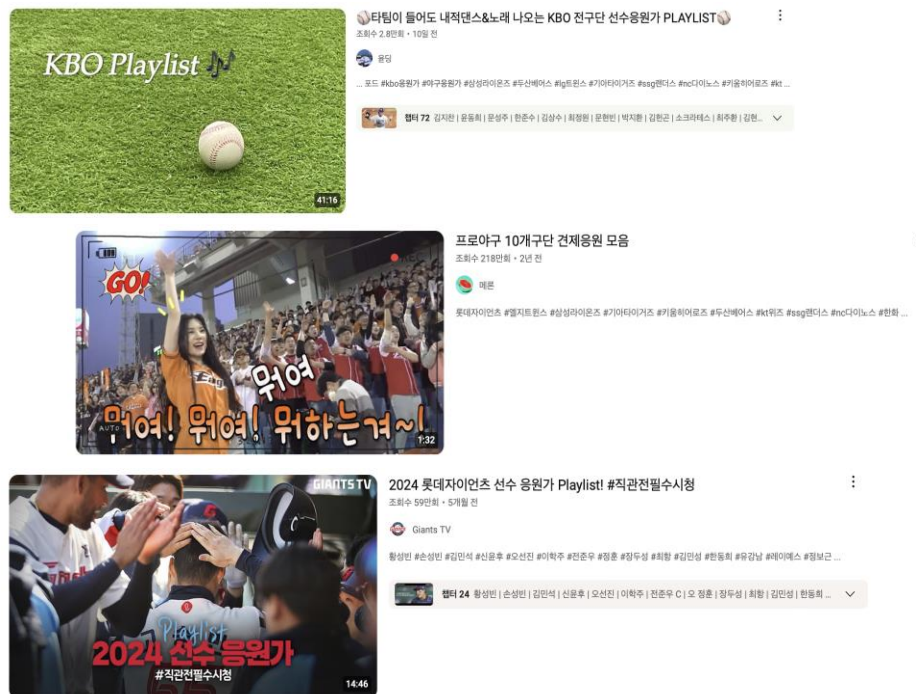 KBO Playlist
41:16
⚾타팀이 들어도 내적댄스&노래 나오는 KBO 전구단 선수응원가 PLAYLIST⚾
조회수 2.8만회 • 10일 전
윤딩
... 포드 #kbo응원가 #야구응원가 #삼성라이온즈 #두산베어스 #lg트윈스 #기아타이거즈 #ssg랜더스 #nc다이노스 #키움히어로즈 #kt ...
챕터 72 김지찬 | 윤동희 | 문성주 | 한준수 | 김상수 | 최정원 | 문현빈 | 박지환 | 김헌곤 | 소크라테스 | 최주환 | 김현...
GO!
REC
Eag
뭐여
뭐여! 뭐여! 뭐하는겨~!
AUTO
1:32
프로야구 10개구단 견제응원 모음
조회수 218만회 • 2년 전
메론
롯데자이언츠 #엘지트윈스 #삼성라이온즈 #기아타이거즈 #키움히어로즈 #두산베어스 #kt위즈 #ssg랜더스 #nc다이노스 #한화 ...
GIANTS TV
Playlist
2024 선수 응원가
#직관전필수시청
14:46
2024 롯데자이언츠 선수 응원가 Playlist! #직관전필수시청
조회수 59만회 • 5개월 전
Giants TV
황성빈 #손성빈 #김민석 #신윤후 #오선진 #이학주 #전준우 #정훈 #장두성 #최항 #김민성 #한동희 #유강남 #레이예스 #정보근 ...
챕터 24 황성빈 | 손성빈 | 김민석 | 신윤후 | 오선진 | 이학주 | 전준우 C | 오 정훈 | 장두성 | 최항 | 김민성 | 한동희 ...